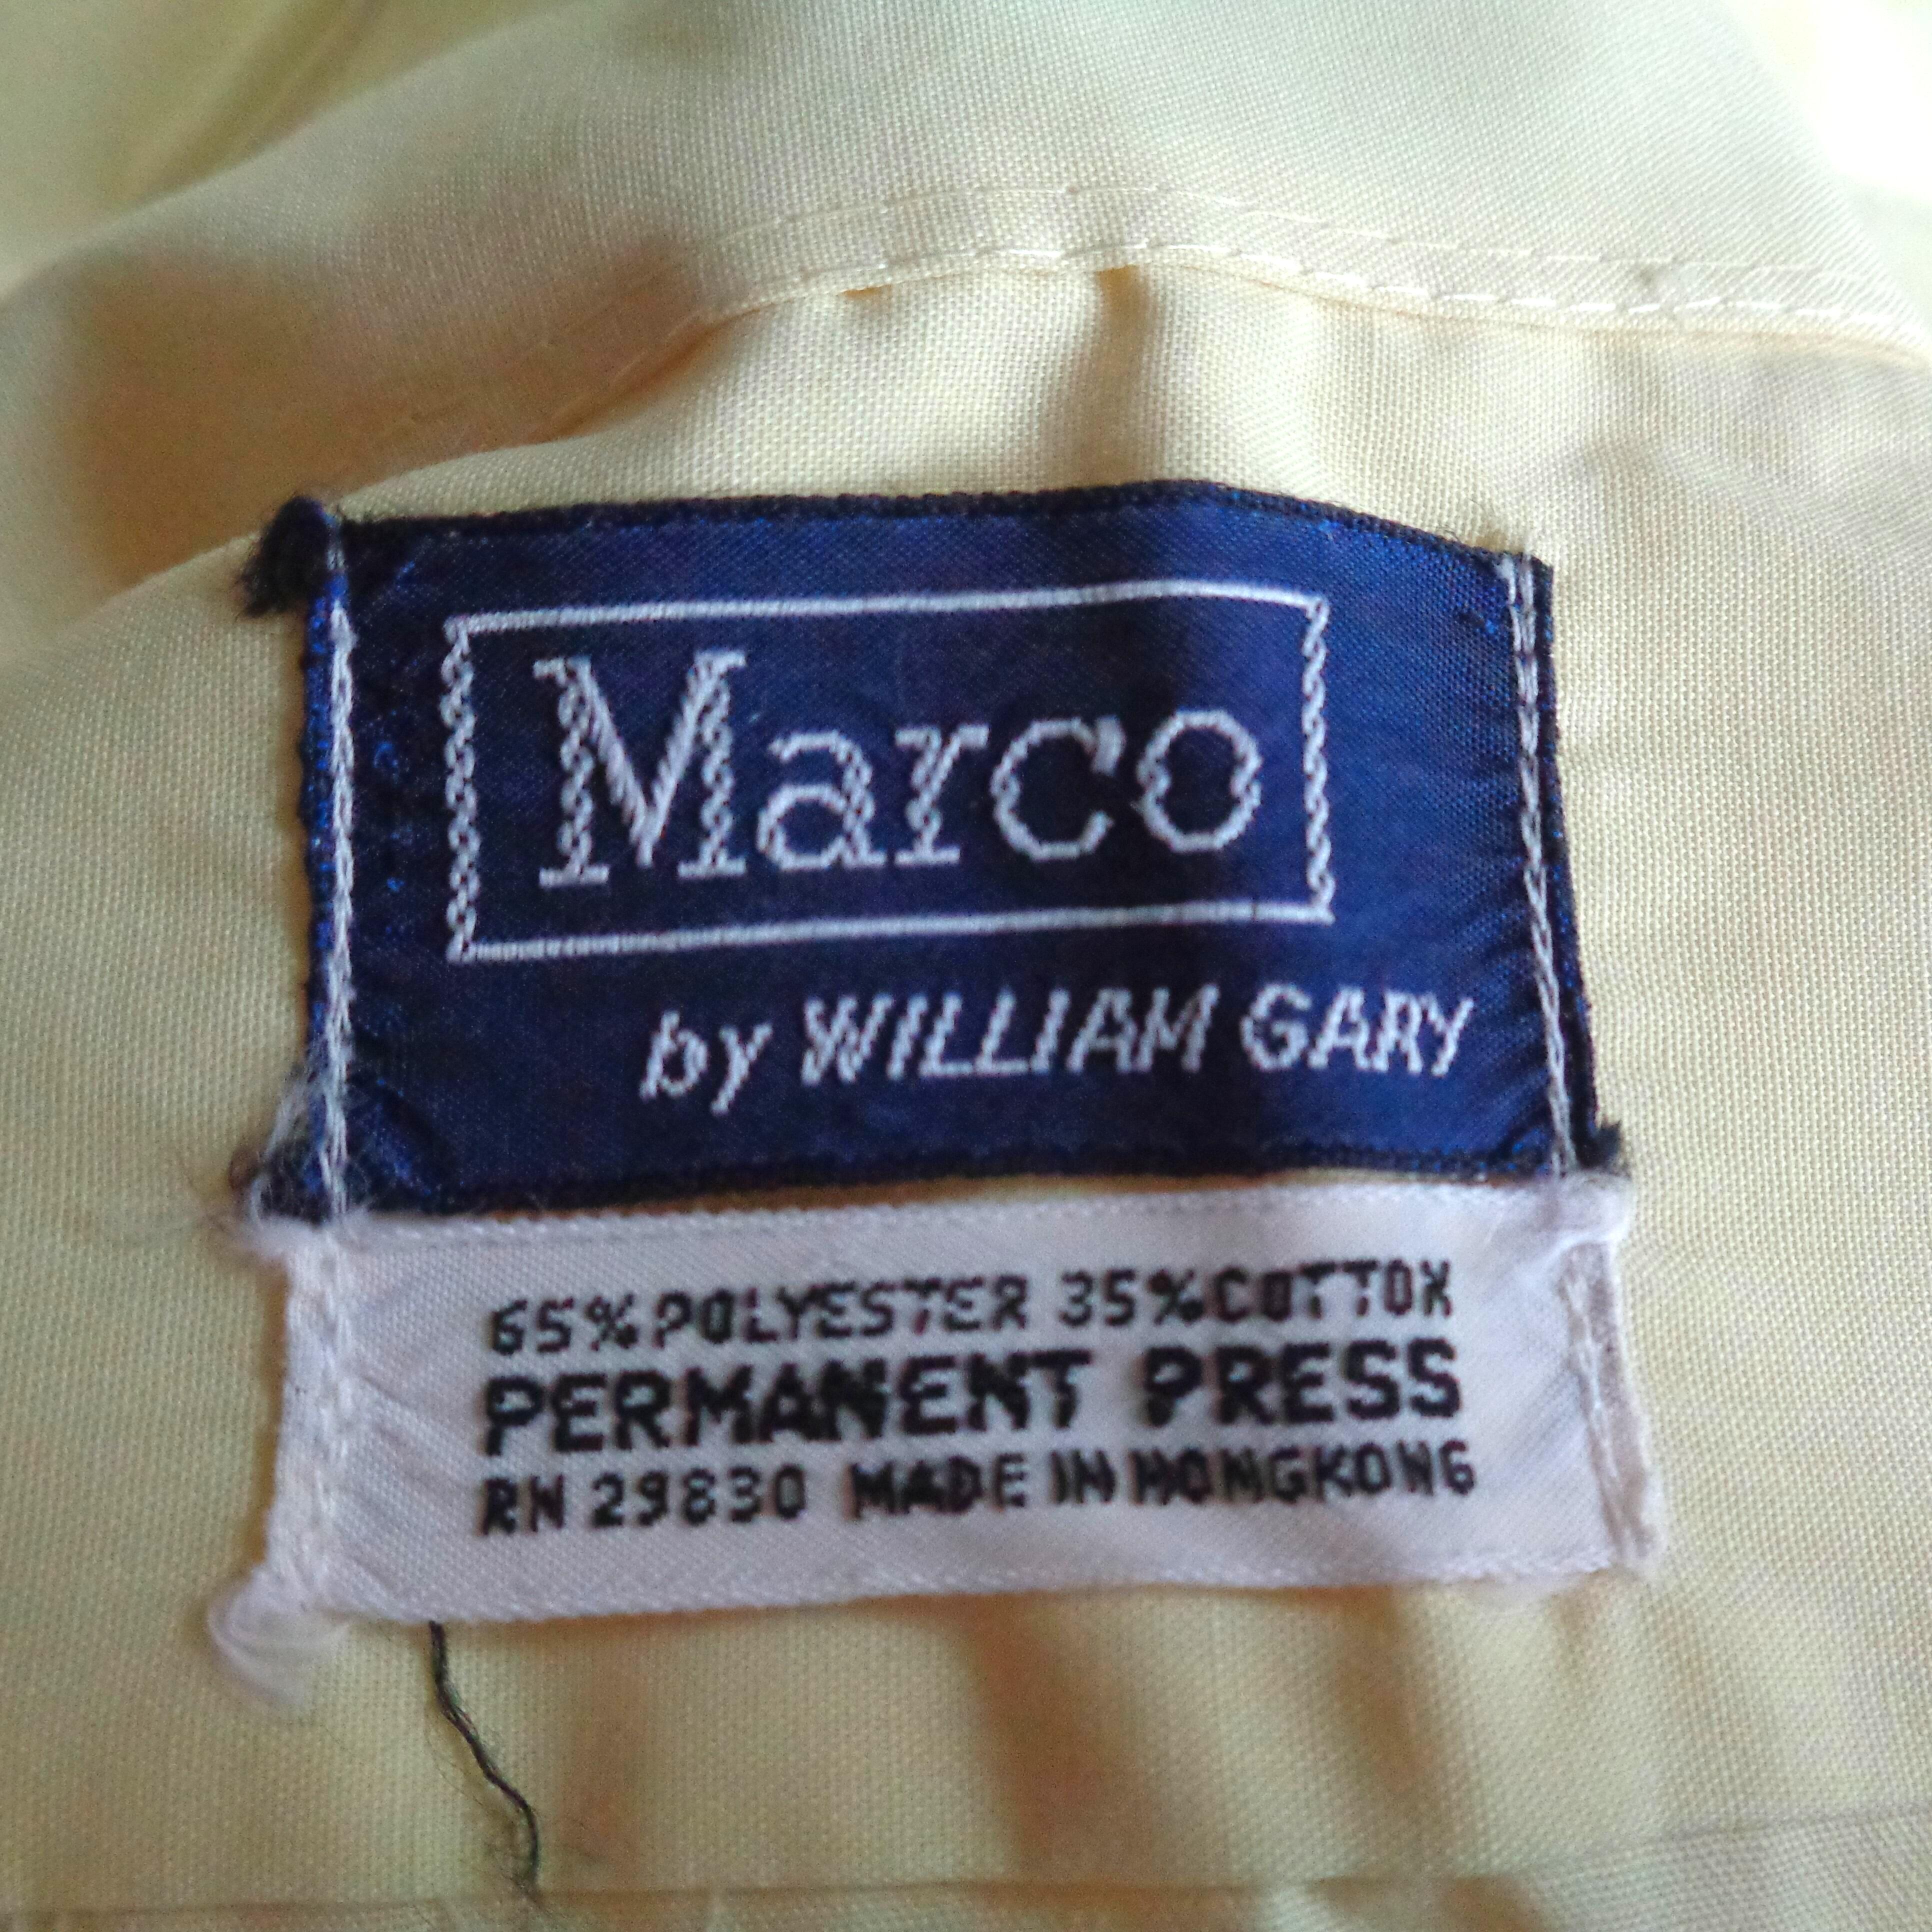 Marco
by WILLIAM GARY
65% POLYESTER 35% COTTON
PERMANENT PRESS
RN 29830 MADE IN HONGKONG